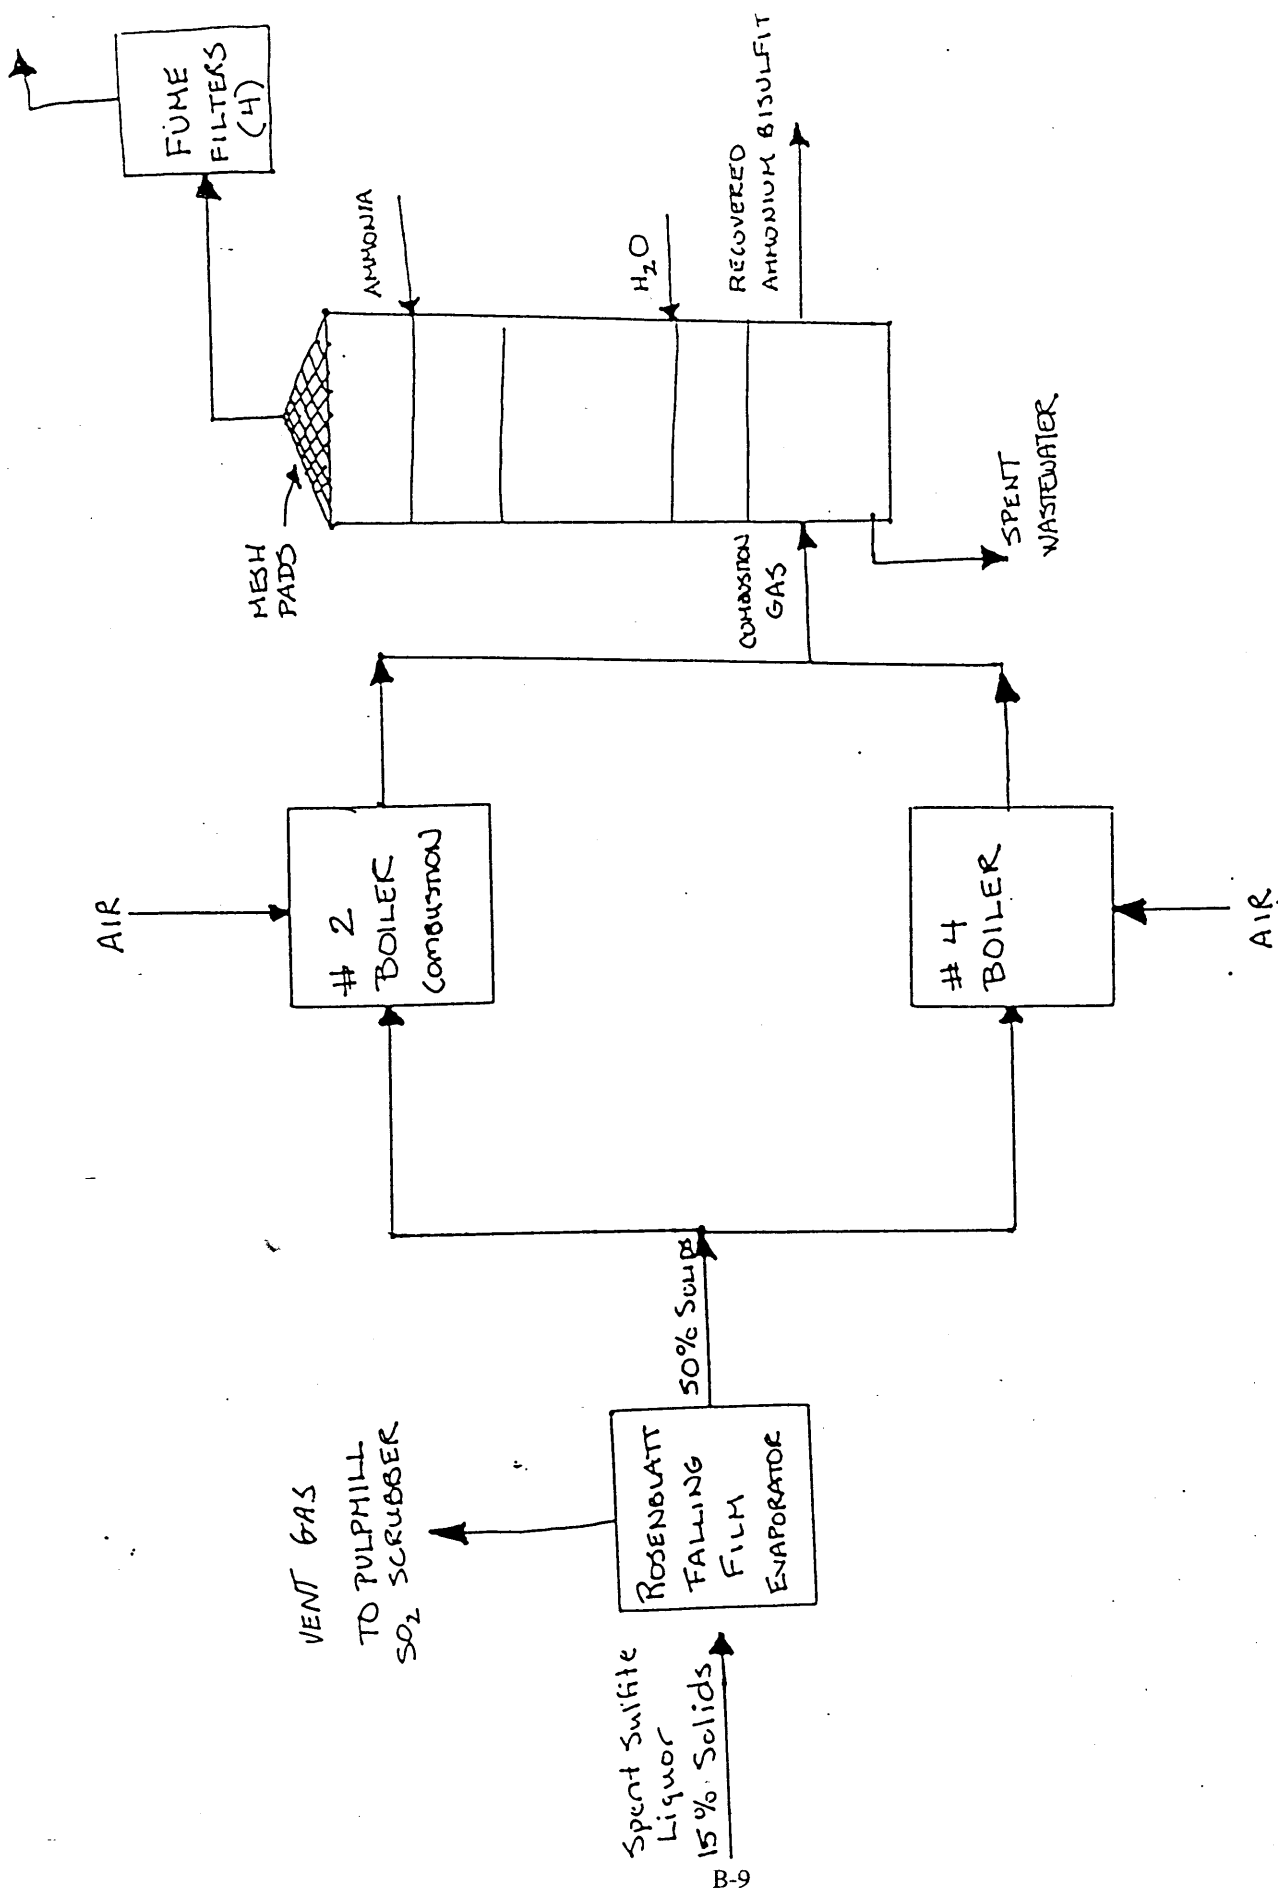 Spent Sulfite
Liquor
15% Solids
VENT GAS
TO PULPMILL
SO2 SCRUBBER
ROSENBLATT
FALLING
FILM
EVAPORATOR
50% SOLIDS
AIR
# 2
BOILER
COMBUSTION
# 4
BOILER
AIR
MESH
PADS
COMBUSTION
GAS
SPENT
WASTEWATER
AMMONIA
H2O
RECOVERED
AMMONIUM BISULFIT
FUME
FILTERS
(4)
B-9